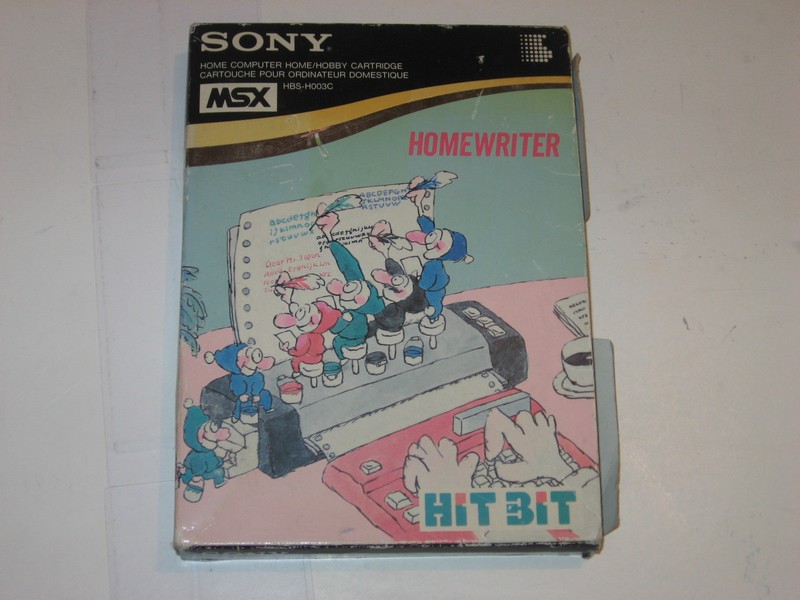 SONY
HOME COMPUTER HOME/HOBBY CARTRIDGE
CARTOUCHE POUR ORDINATEUR DOMESTIQUE
MSX
HBS-H003C
HOMEWRITER
HiT BiT